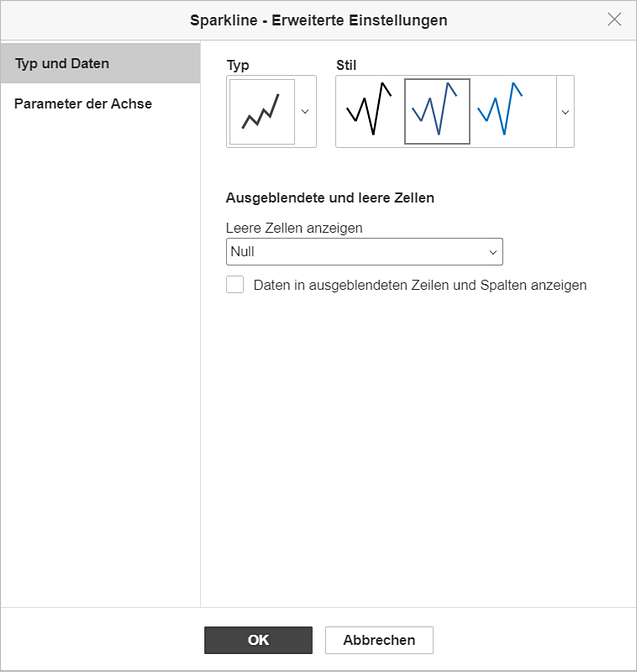 Sparkline - Erweiterte Einstellungen
Typ und Daten
Parameter der Achse
Typ
Stil
Ausgeblendete und leere Zellen
Leere Zellen anzeigen
Null
Daten in ausgeblendeten Zeilen und Spalten anzeigen
OK
Abbrechen